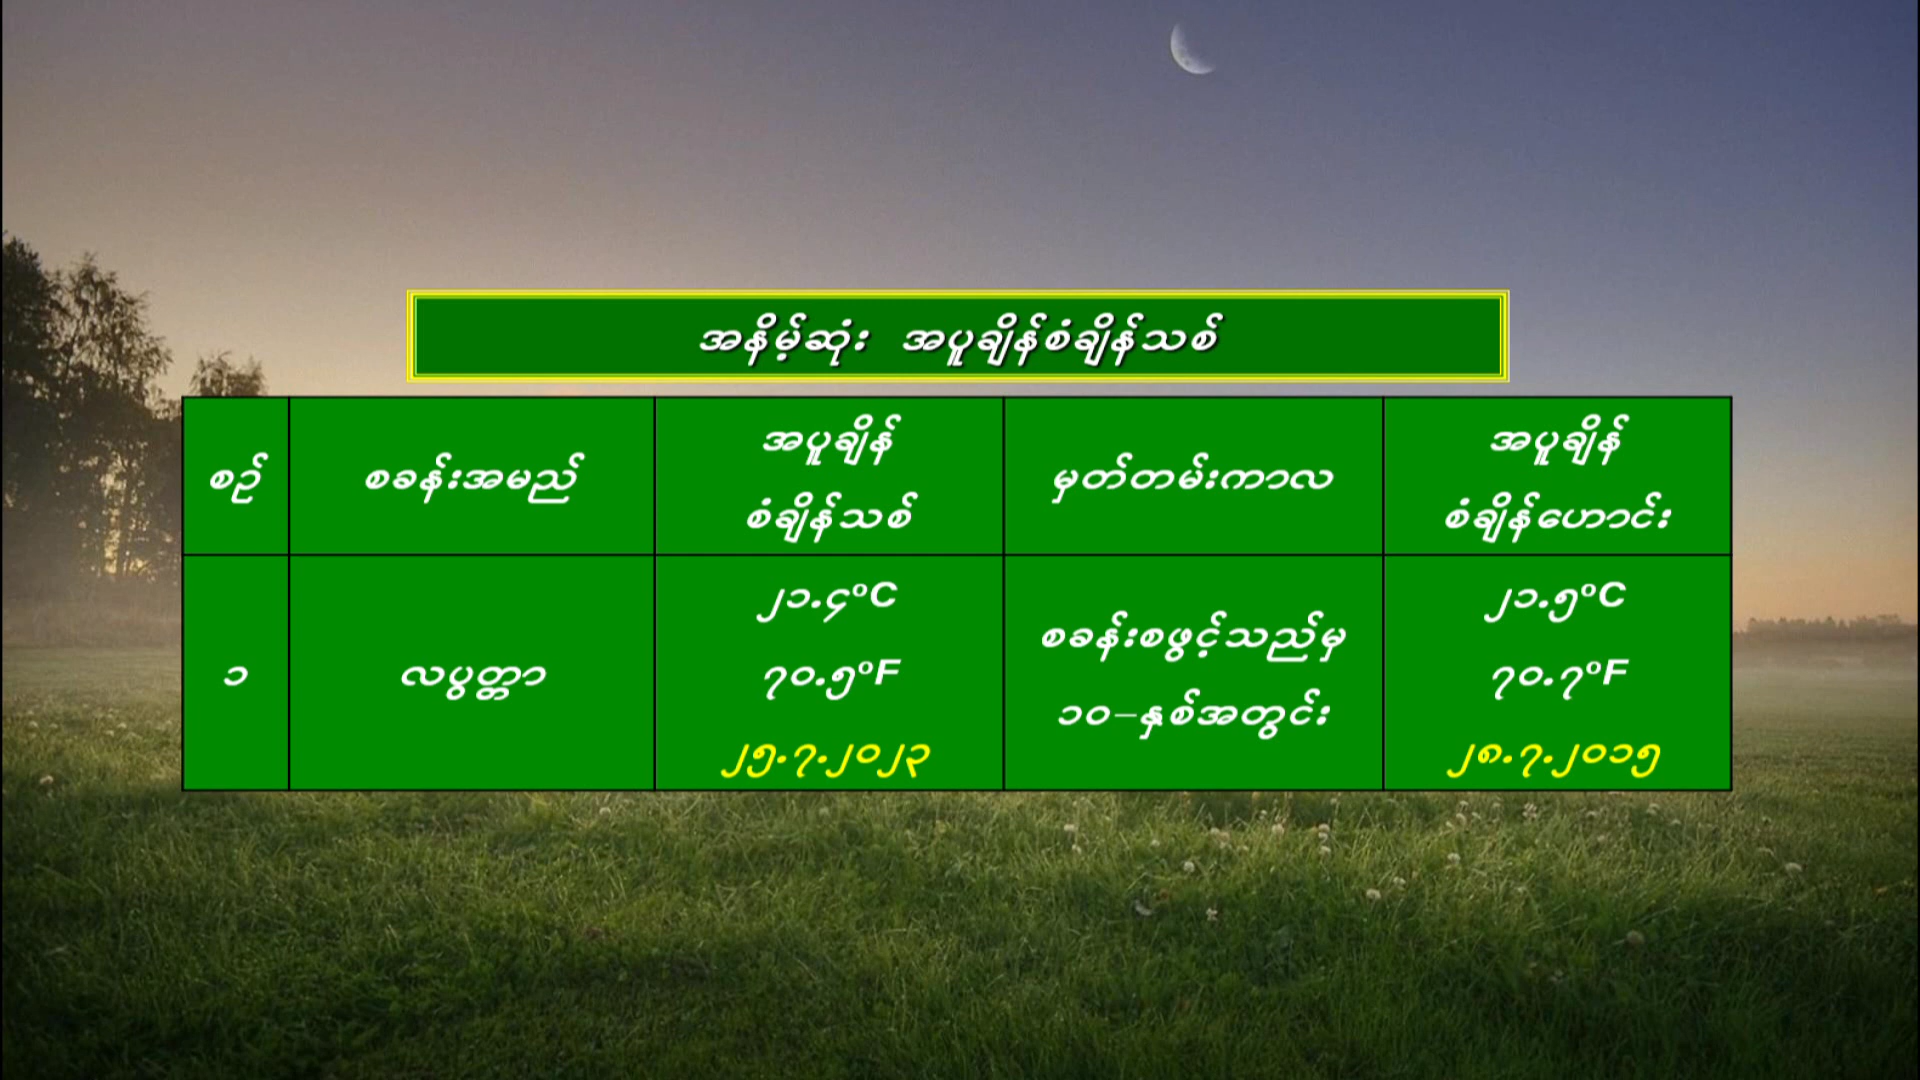 အနိမ့်ဆုံး အပူချိန်စံချိန်သစ်
စဉ်
စခန်းအမည်
အပူချိန်
စံချိန်သစ်
မှတ်တမ်းကာလ
အပူချိန်
စံချိန်ဟောင်း
၁
လပွတ္တာ
၂၁.၄°C
၇၀.၅°F
၂၅.၇.၂၀၂၃
စခန်းစဖွင့်သည်မှ
၁၀–နှစ်အတွင်း
၂၁.၅°C
၇၀.၇°F
၂၈.၇.၂၀၁၅